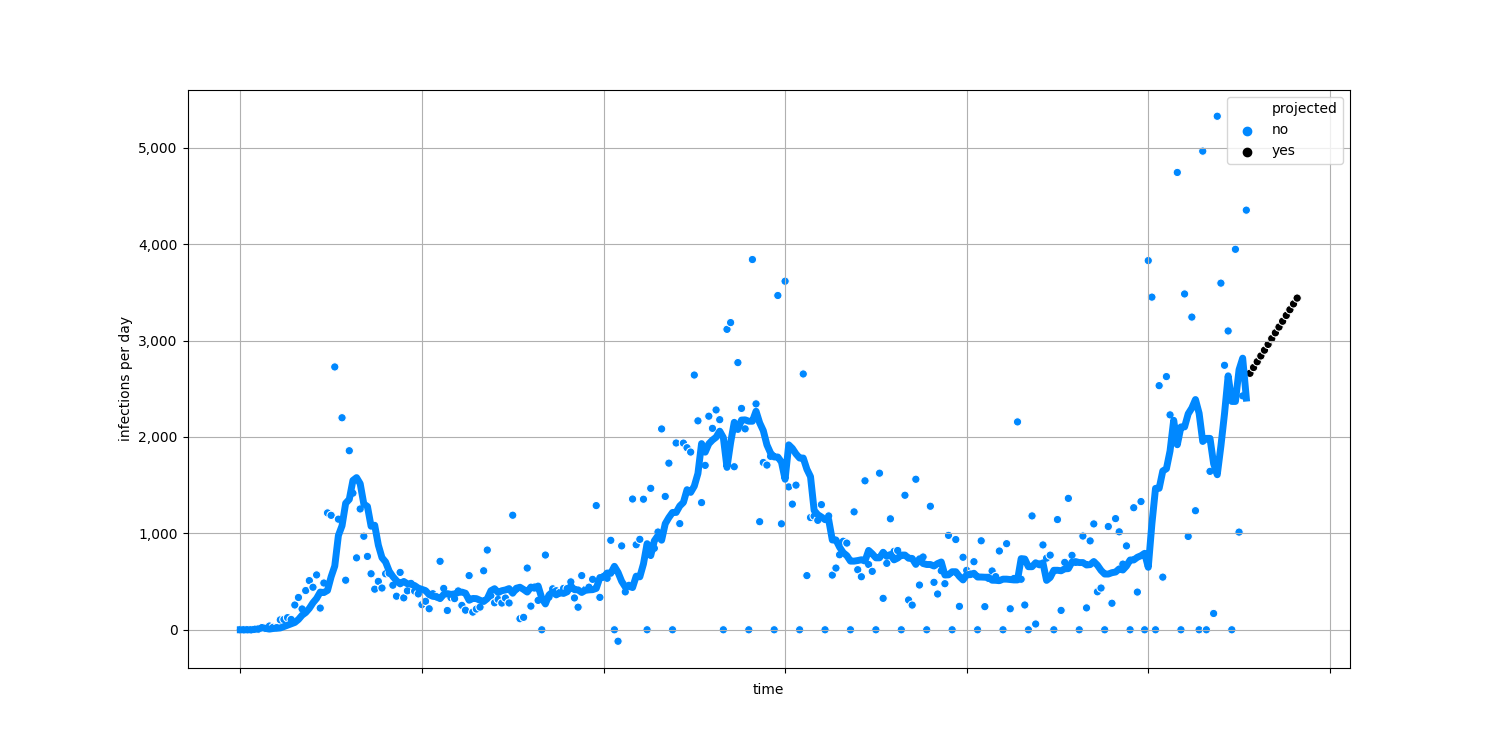 projected
no
yes
5,000
4,000
3,000
2,000
1,000
0
infections per day
time